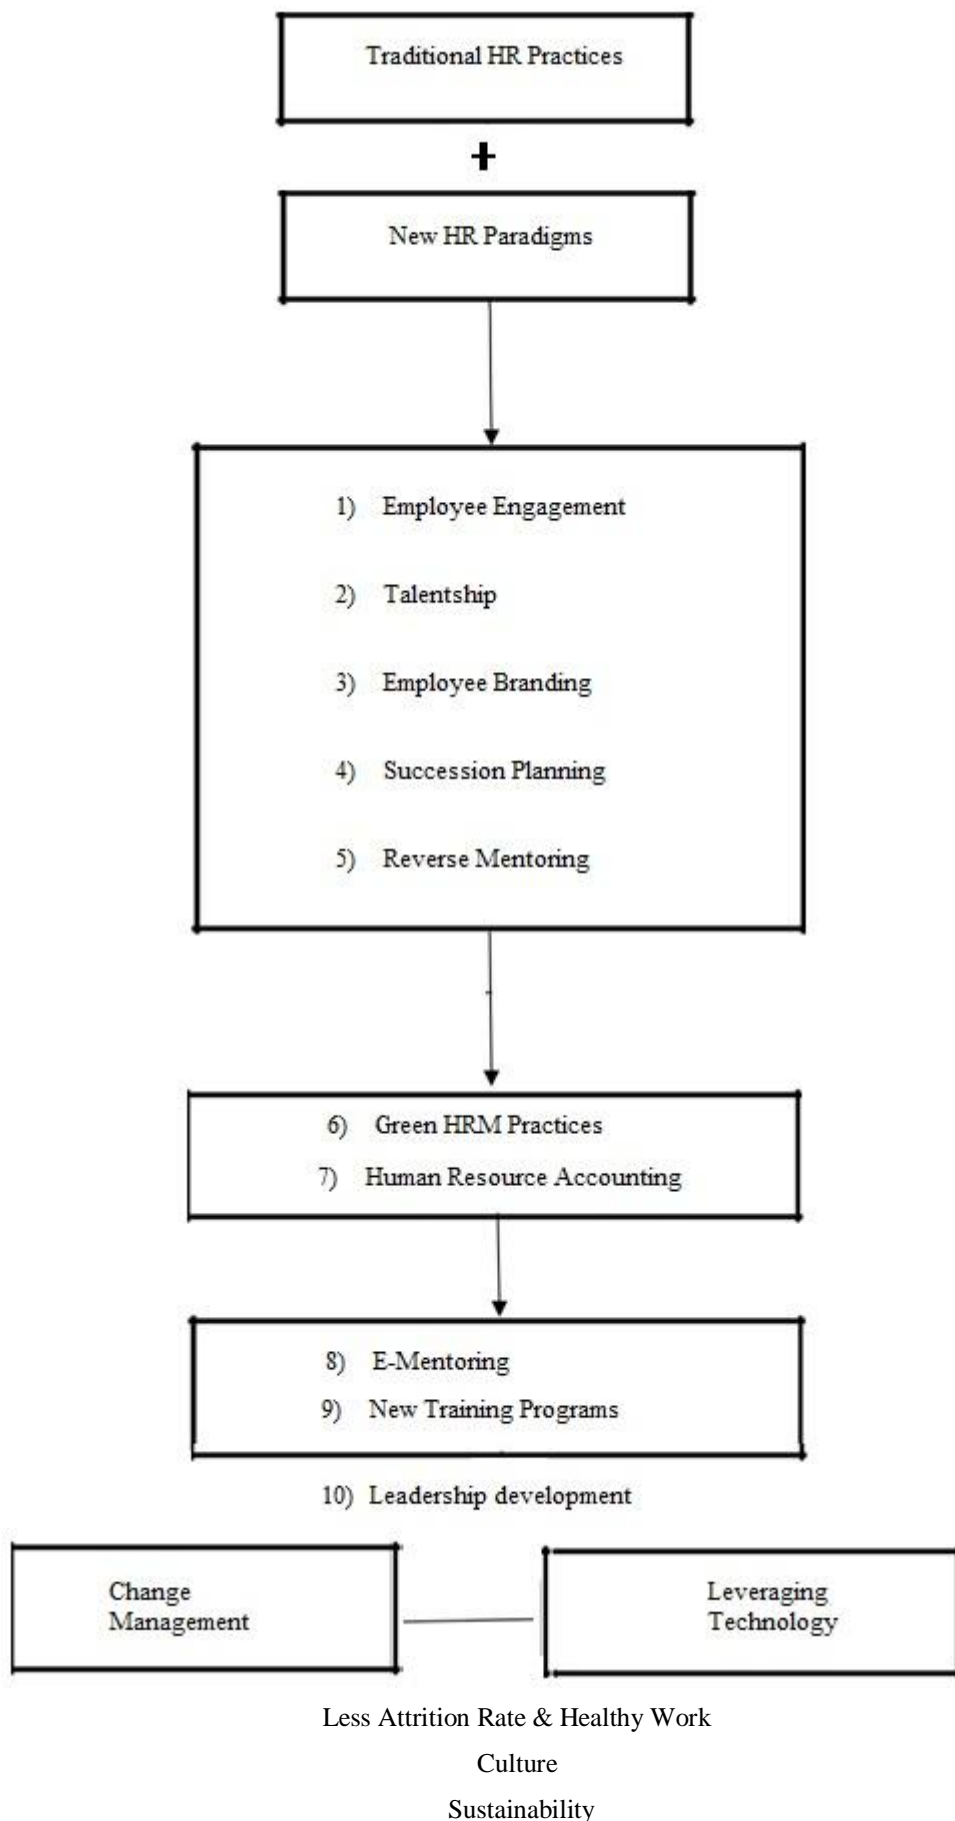 Traditional HR Practices
+
New HR Paradigms
1) Employee Engagement
2) Talentship
3) Employee Branding
4) Succession Planning
5) Reverse Mentoring
6) Green HRM Practices
7) Human Resource Accounting
8) E-Mentoring
9) New Training Programs
10) Leadership development
Change
Management
Leveraging
Technology
Less Attrition Rate & Healthy Work
Culture
Sustainability